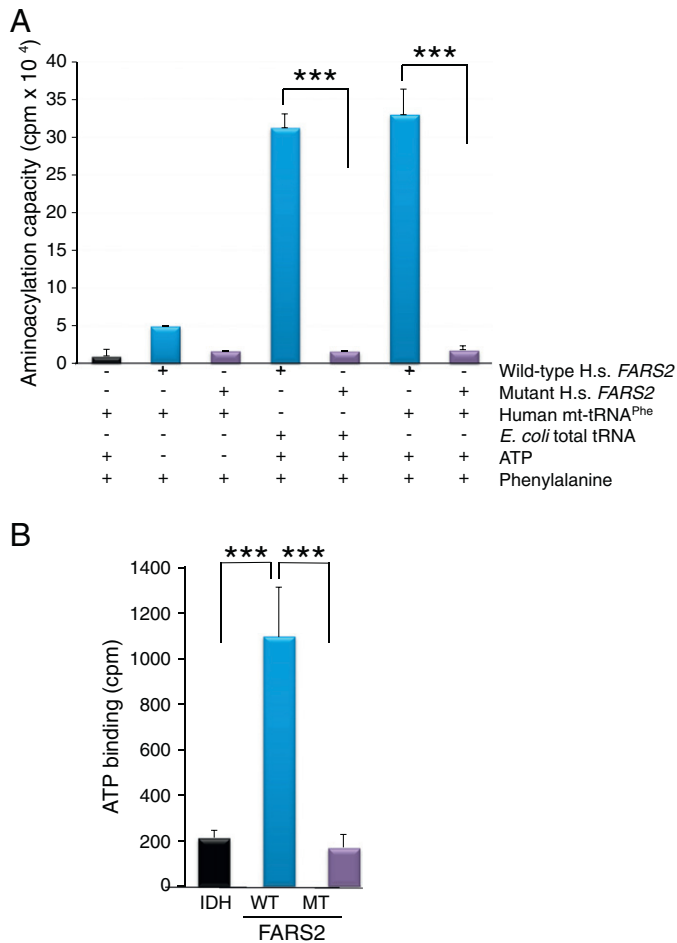 A
Aminoacylation capacity (cpm x 10⁴)
40
35
30
25
20
15
10
5
0
***
***
- + - + - + - Wild-type H.s. FARS2
- - + - + - + Mutant H.s. FARS2
+ + + - - + + Human mt-tRNAᴾʰᵉ
- - - + + - - E. coli total tRNA
+ - - + + + + ATP
+ + + + + + + Phenylalanine
B
ATP binding (cpm)
1400
1200
1000
800
600
400
200
0
*** ***
IDH WT MT
FARS2